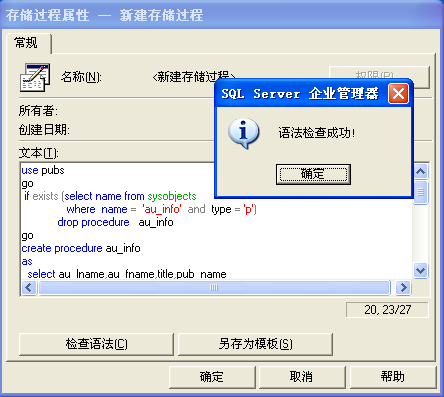 存储过程属性 — 新建存储过程
常规
名称(N):
<新建存储过程>
权限(P)...
SQL Server 企业管理器
语法检查成功!
确定
所有者:
创建日期:
文本(T):
use pubs
go
if exists (select name from sysobjects
where name = 'au_info' and type = 'p')
drop procedure au_info
go
create procedure au_info
as
select au_lname,au_fname,title,pub_name
20, 23/27
检查语法(C)
另存为模板(S)
确定
取消
帮助